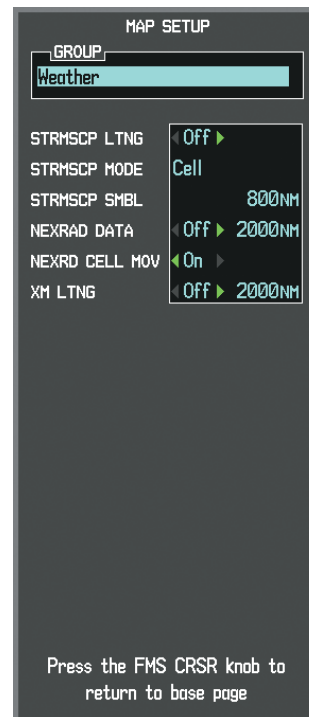 MAP SETUP
GROUP
Weather
STRMSCP LTNG Off
STRMSCP MODE Cell
STRMSCP SMBL 800NM
NEXRAD DATA Off 2000NM
NEXRD CELL MOV On
XM LTNG Off 2000NM
Press the FMS CRSR knob to
return to base page